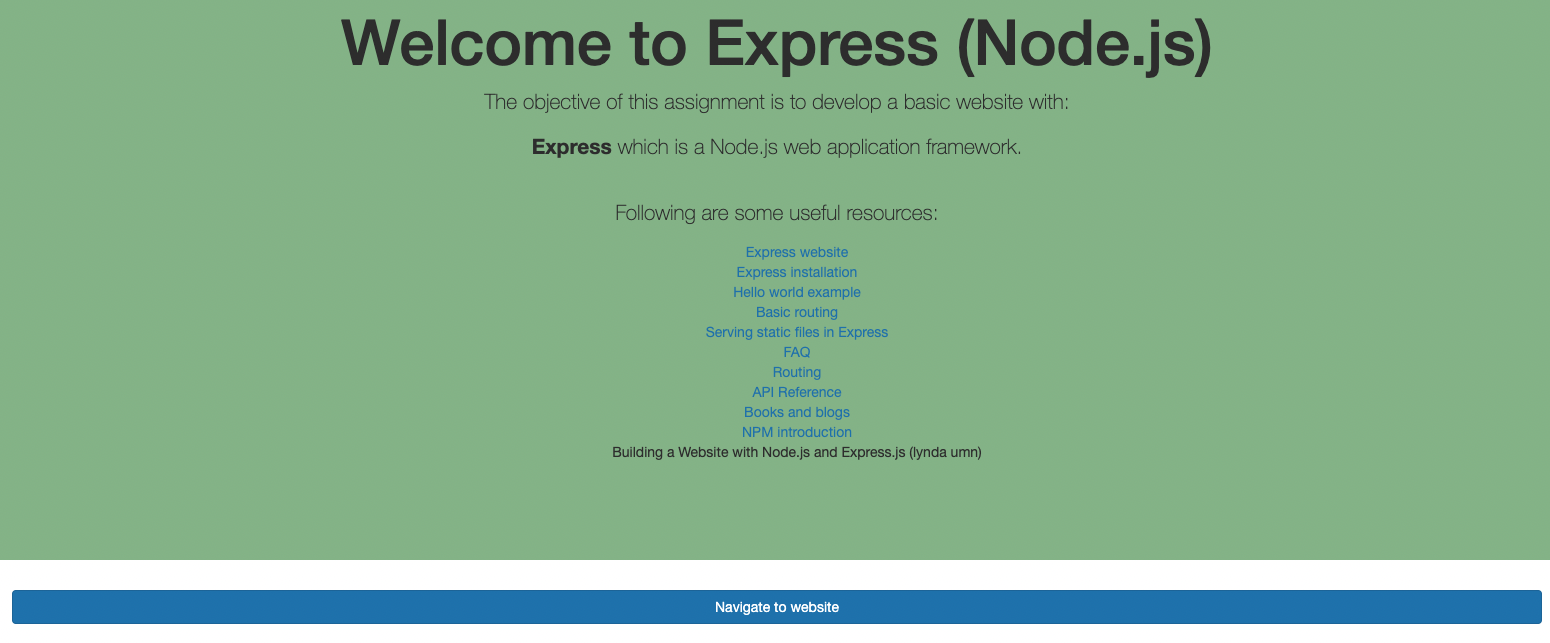 Welcome to Express (Node.js)
The objective of this assignment is to develop a basic website with:
Express which is a Node.js web application framework.
Following are some useful resources:
Express website
Express installation
Hello world example
Basic routing
Serving static files in Express
FAQ
Routing
API Reference
Books and blogs
NPM introduction
Building a Website with Node.js and Express.js (lynda umn)
Navigate to website